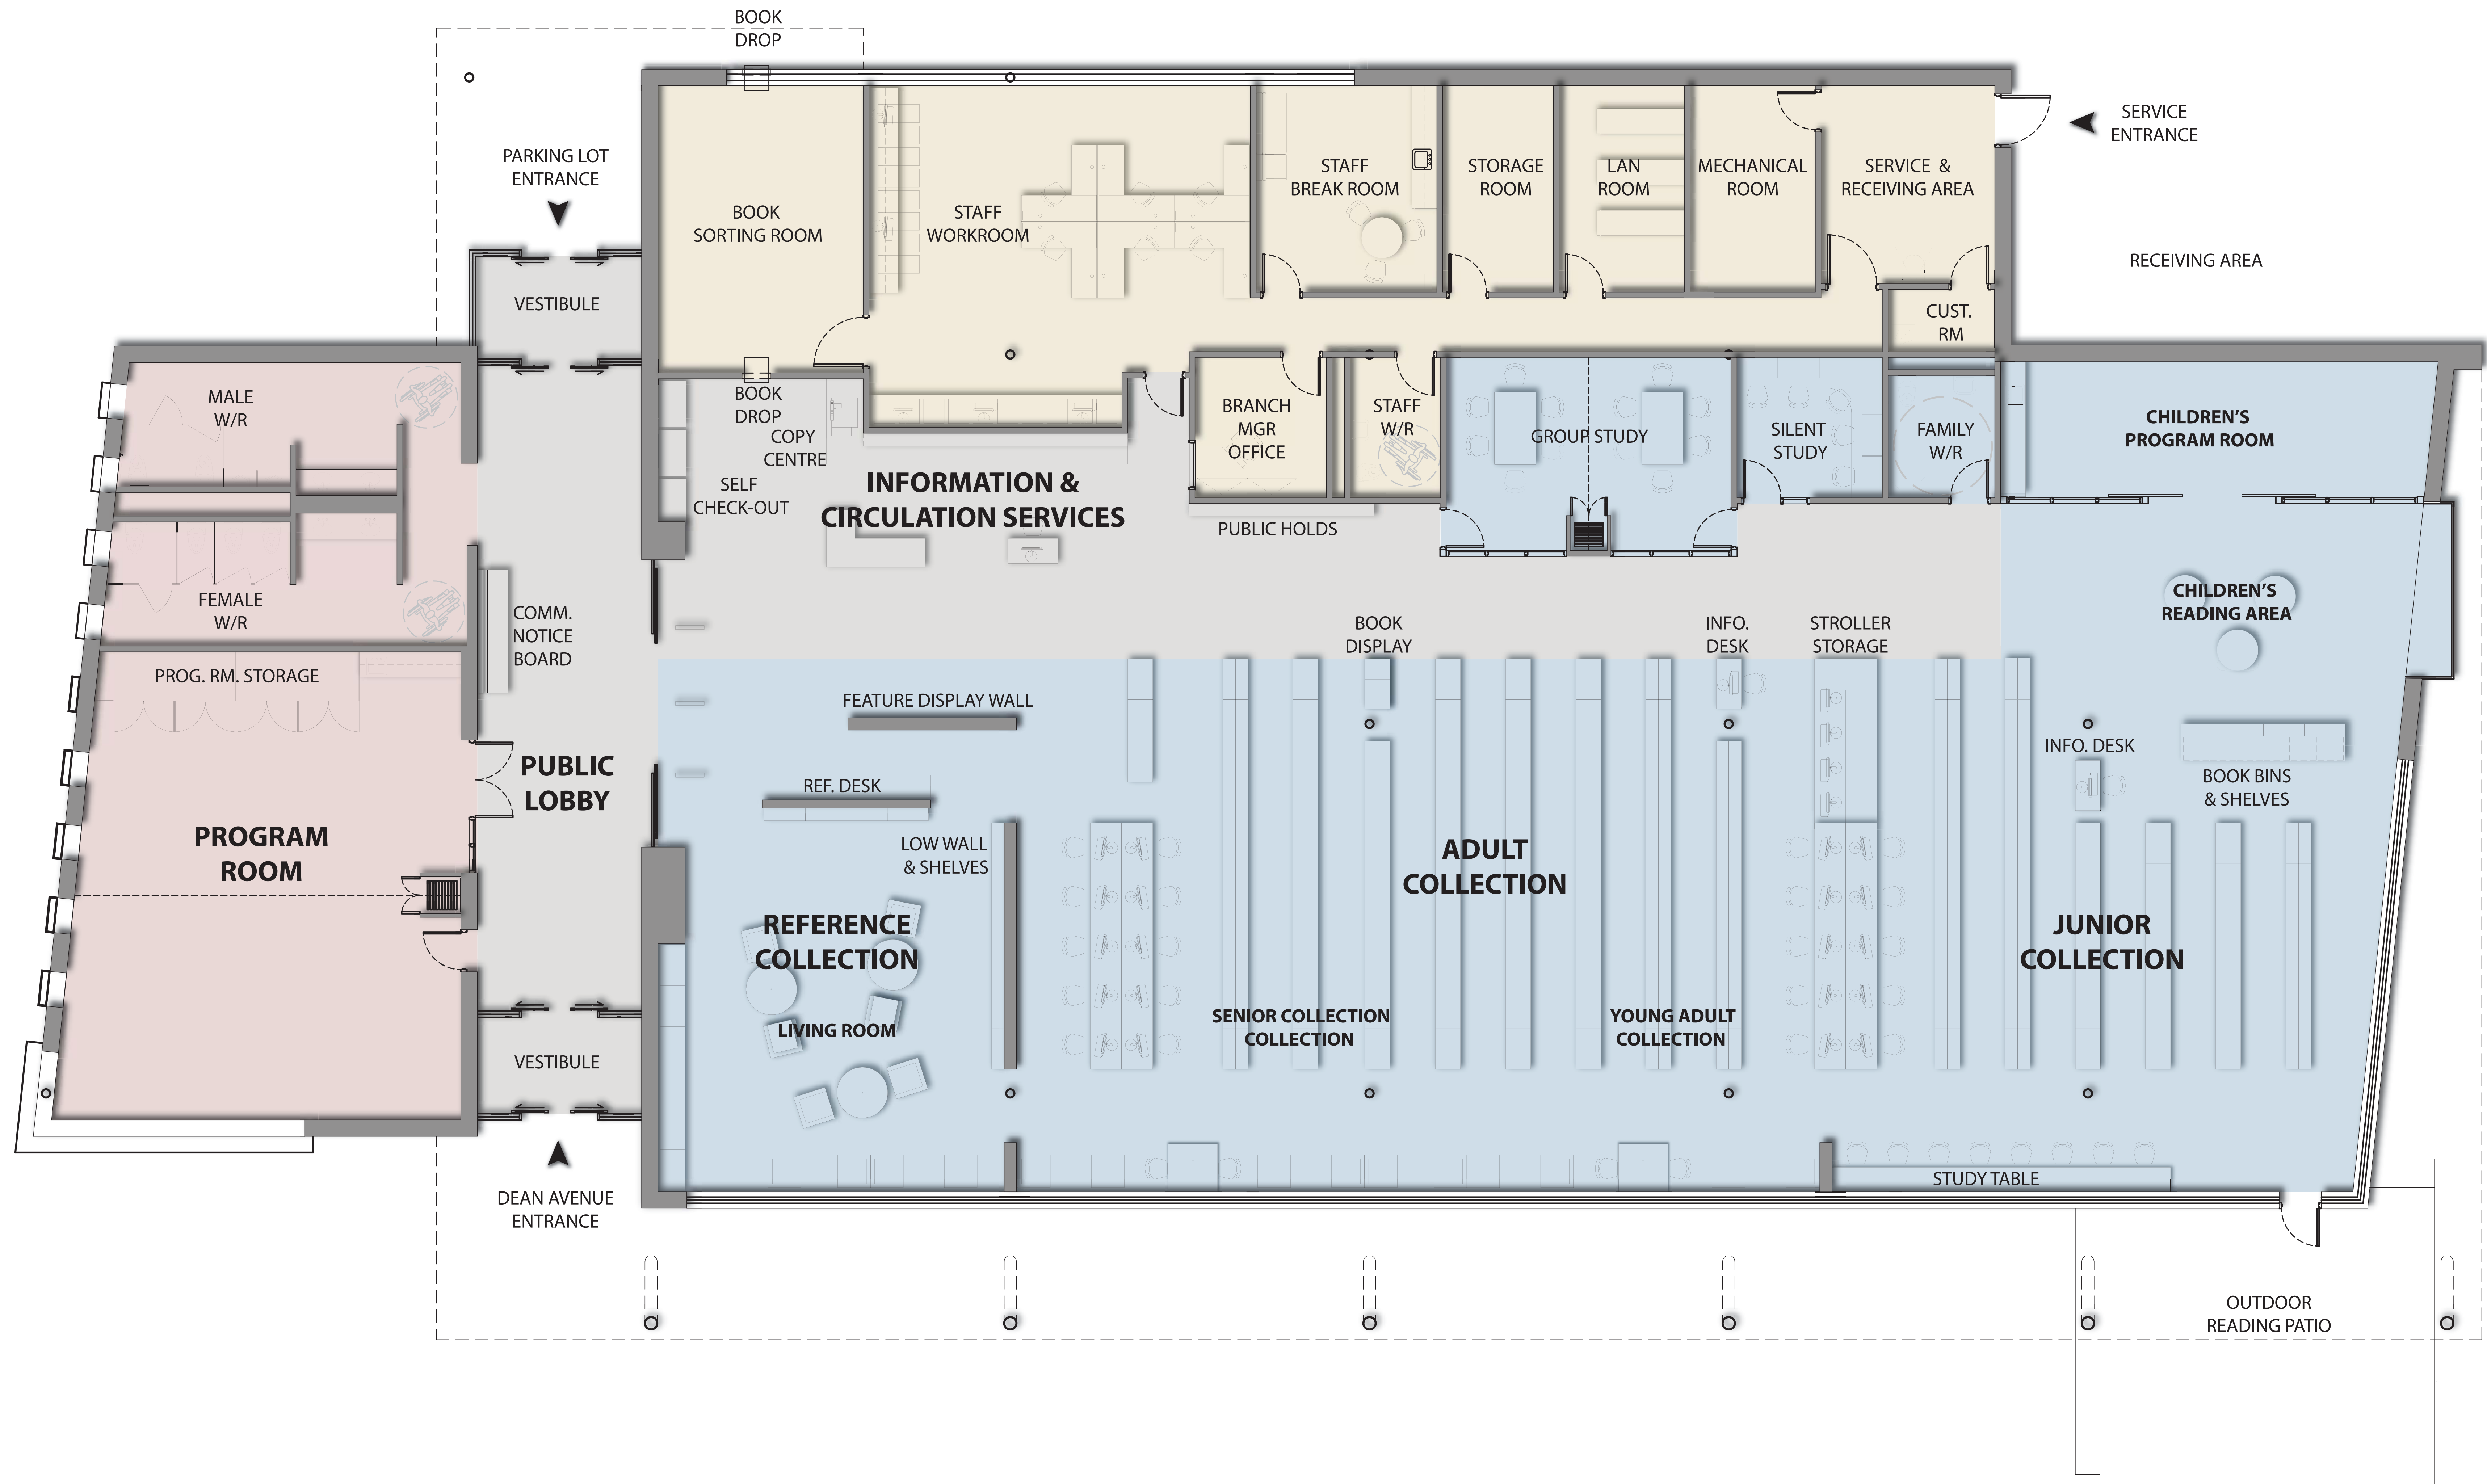 BOOK
DROP
PARKING LOT
ENTRANCE
SERVICE
ENTRANCE
BOOK
SORTING ROOM
STAFF
WORKROOM
STAFF
BREAK ROOM
STORAGE
ROOM
LAN
ROOM
MECHANICAL
ROOM
SERVICE &
RECEIVING AREA
RECEIVING AREA
VESTIBULE
CUST.
RM
MALE
W/R
BOOK
DROP
COPY
CENTRE
SELF
CHECK-OUT
INFORMATION &
CIRCULATION SERVICES
BRANCH
MGR
OFFICE
STAFF
W/R
GROUP STUDY
SILENT
STUDY
FAMILY
W/R
CHILDREN'S
PROGRAM ROOM
PUBLIC HOLDS
FEMALE
W/R
COMM.
NOTICE
BOARD
CHILDREN'S
READING AREA
BOOK
DISPLAY
INFO.
DESK
STROLLER
STORAGE
PROG. RM. STORAGE
FEATURE DISPLAY WALL
INFO. DESK
PUBLIC
LOBBY
REF. DESK
BOOK BINS
& SHELVES
PROGRAM
ROOM
LOW WALL
& SHELVES
ADULT
COLLECTION
REFERENCE
COLLECTION
JUNIOR
COLLECTION
LIVING ROOM
SENIOR COLLECTION
COLLECTION
YOUNG ADULT
COLLECTION
VESTIBULE
STUDY TABLE
DEAN AVENUE
ENTRANCE
OUTDOOR
READING PATIO